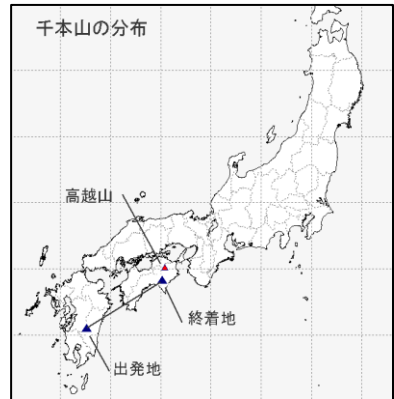 千本山の分布
高越山
終着地
出発地